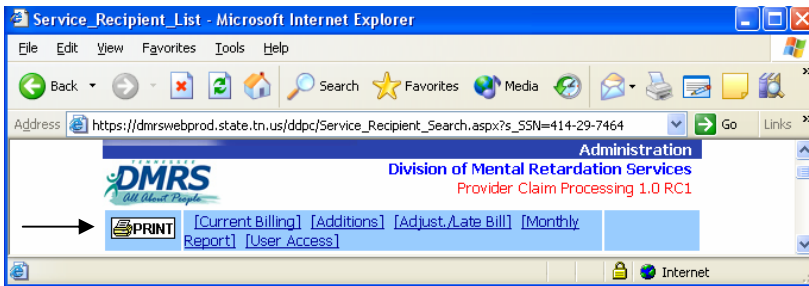 Service_Recipient_List - Microsoft Internet Explorer
File Edit View Favorites Tools Help
Back Search Favorites Media
Address https://dmrswebprod.state.tn.us/ddpc/Service_Recipient_Search.aspx?s_SSN=414-29-7464 Go Links
Administration
TENNESSEE
DMRS
All About People
Division of Mental Retardation Services
Provider Claim Processing 1.0 RC1
PRINT [Current Billing] [Additions] [Adjust./Late Bill] [Monthly
Report] [User Access]
Internet